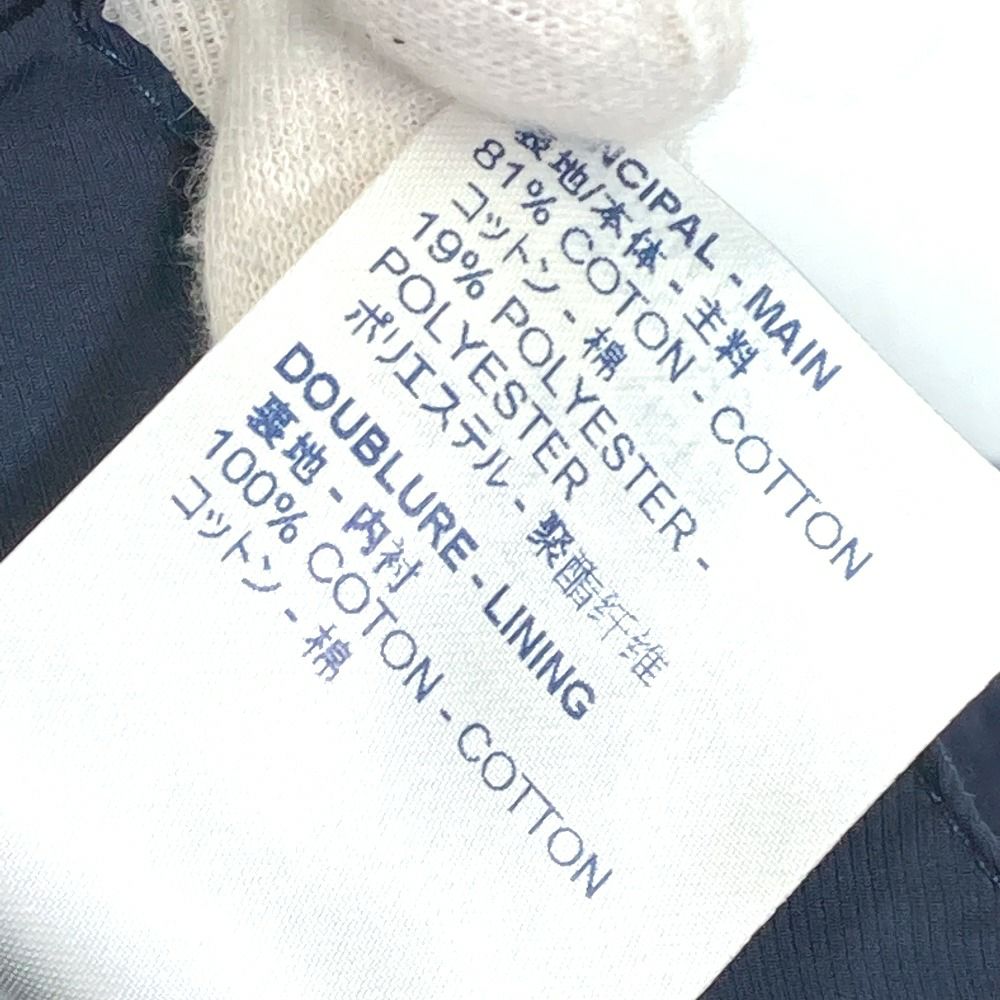 NCIPAL - MAIN
表地/本体 - 主料
81% COTON - COTTON
コットン - 棉
19% POLYESTER -
POLYESTER
ポリエステル - 聚酯纤维
DOUBLURE - LINING
裏地 - 内衬
100% COTON - COTTON
コットン - 棉